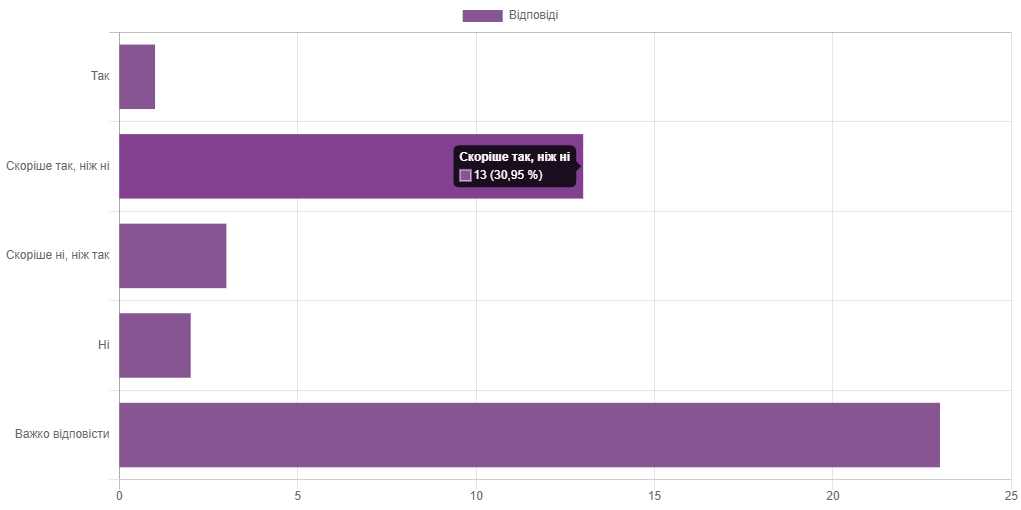 Відповіді
Так
Скоріше так, ніж ні
Скоріше так, ніж ні
13 (30,95 %)
Скоріше ні, ніж так
Ні
Важко відповісти
0 5 10 15 20 25